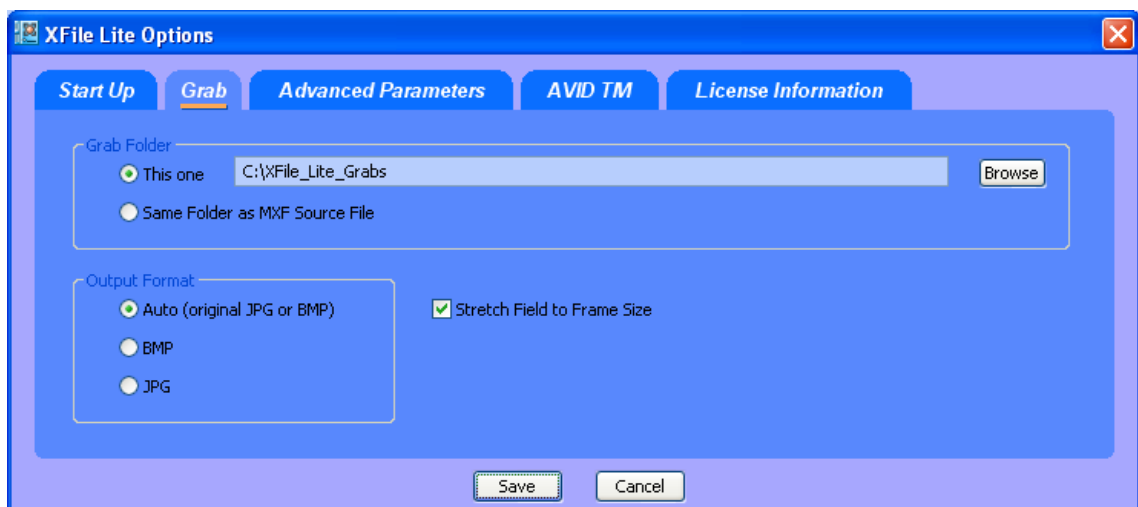 XFile Lite Options
Start Up Grab Advanced Parameters AVID TM License Information
Grab Folder
This one C:\XFile_Lite_Grabs Browse
Same Folder as MXF Source File
Output Format
Auto (original JPG or BMP) Stretch Field to Frame Size
BMP
JPG
Save Cancel